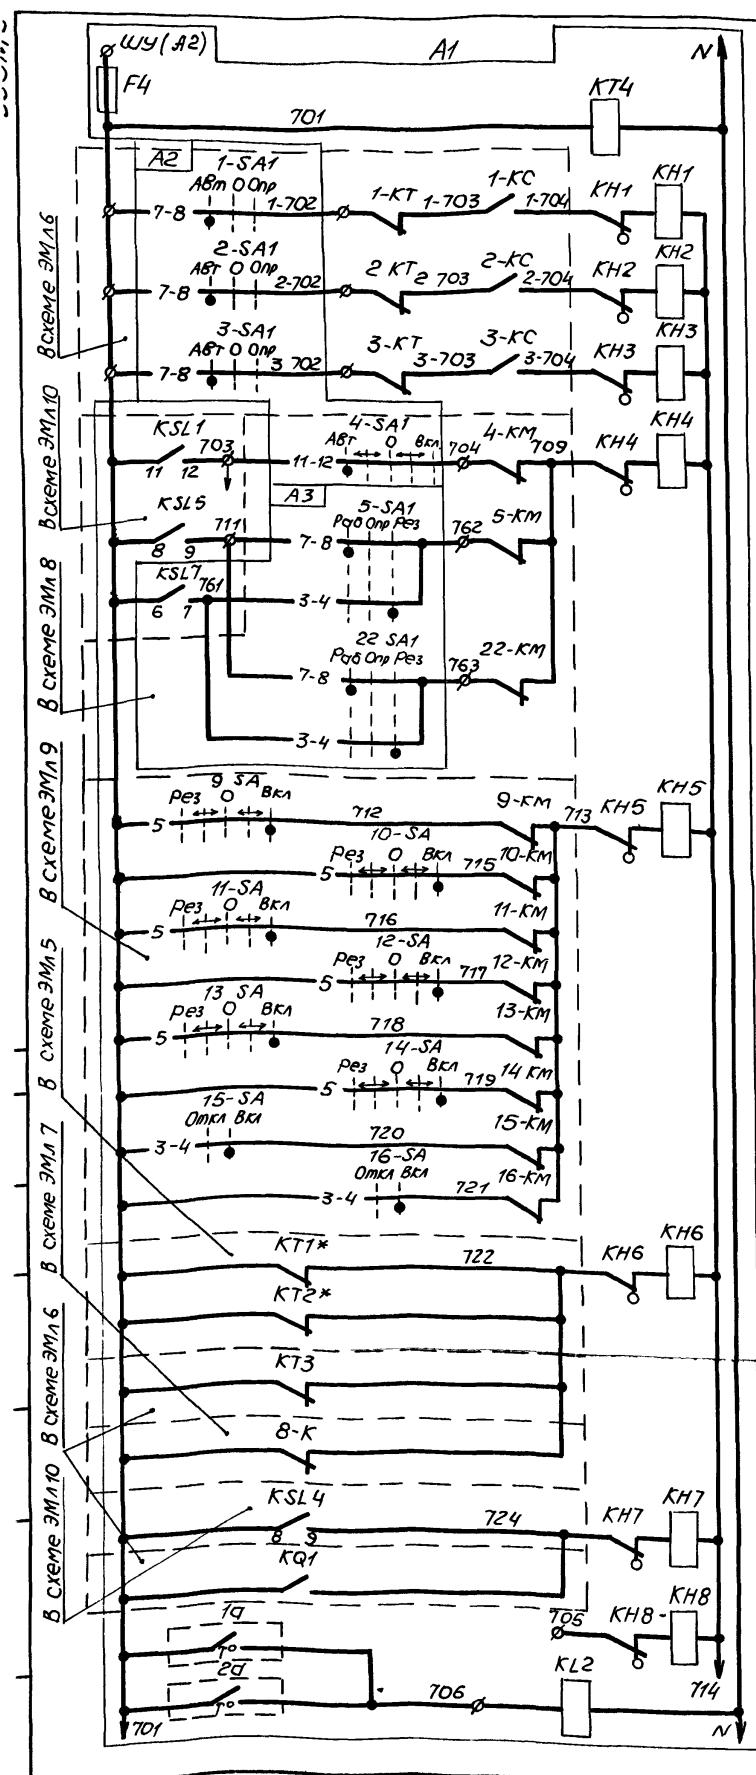 ШУ(А2)
А1
N
F4
КТ4
701
А2
1-SA1
АВт О Опр
7-8
1-702
1-КТ
1-703
1-КС
1-704
КН1
КН1
2-SA1
АВт О Опр
7-8
2-702
2 КТ
2 703
2-КС
2-704
КН2
КН2
3-SA1
АВт О Опр
7-8
3 702
3-КТ
3-703
3-КС
3-704
КН3
КН3
В схеме ЭМл6
KSL1
703
11 12
4-SA1
АВт О Вкл
11-12
704
4-КМ
709
КН4
КН4
В схеме ЭМл10
А3
KSL5
711
8 9
5-SA1
Раб Опр Рез
7-8
762
5-КМ
KSL7
761
6 7
3-4
В схеме ЭМл8
22 SA1
Раб Опр Рез
7-8
763
22-КМ
3-4
9 SA
Рез О Вкл
5
712
9-КМ
713
КН5
КН5
В схеме ЭМл9
10-SA
Рез О Вкл
5
715
10-КМ
11-SA
Рез О Вкл
5
716
11-КМ
12-SA
Рез О Вкл
5
717
12-КМ
13 SA
Рез О Вкл
5
718
13-КМ
14-SA
Рез О Вкл
5
719
14 КМ
15-SA
Откл Вкл
3-4
720
15-КМ
16-SA
Откл Вкл
3-4
721
16-КМ
В схеме ЭМл5
КТ1*
722
КН6
КН6
КТ2*
В схеме ЭМл7
КТ3
8-К
В схеме ЭМл6
KSL4
8 9
724
КН7
КН7
KQ1
В схеме ЭМл10
705
КН8
КН8
1а
t°
2а
t°
706
KL2
714
701
N